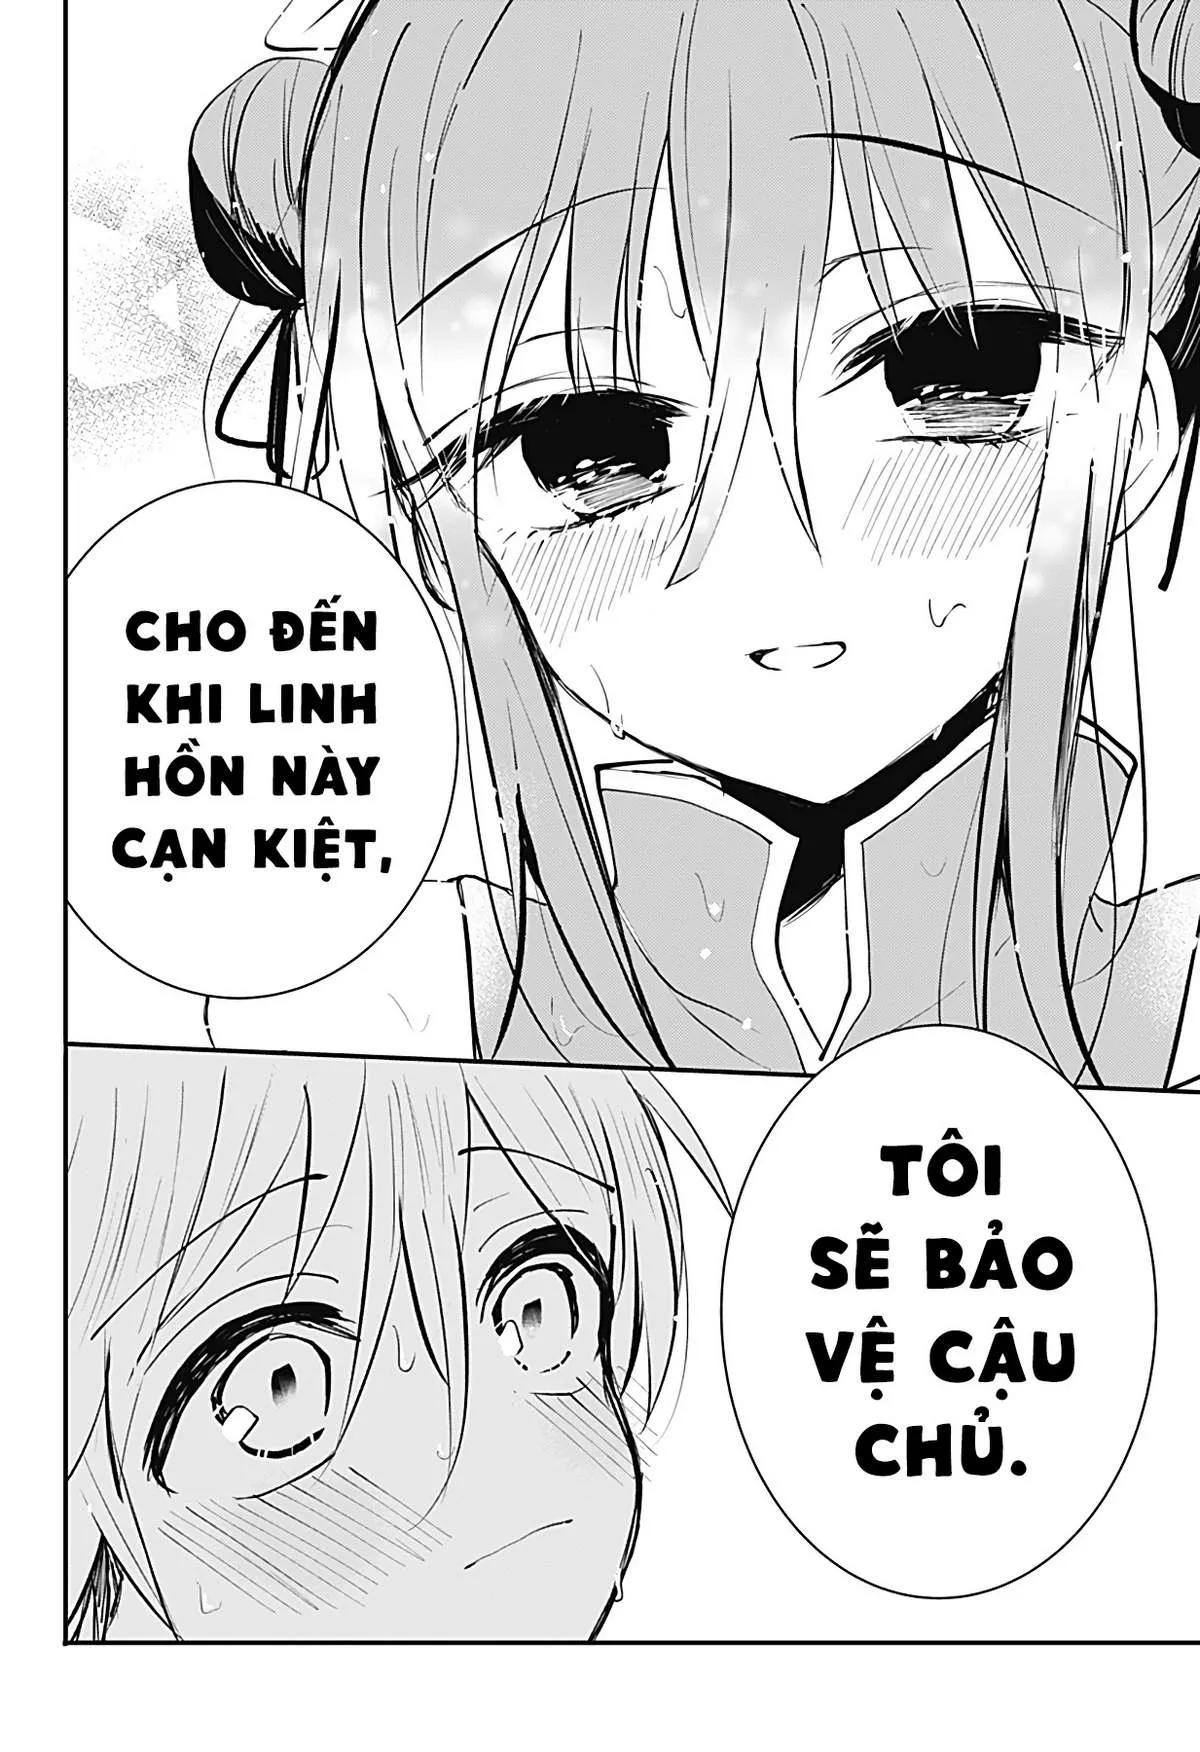 CHO ĐẾN
KHI LINH
HỒN NÀY
CẠN KIỆT,
TÔI
SẼ BẢO
VỆ CẬU
CHỦ.